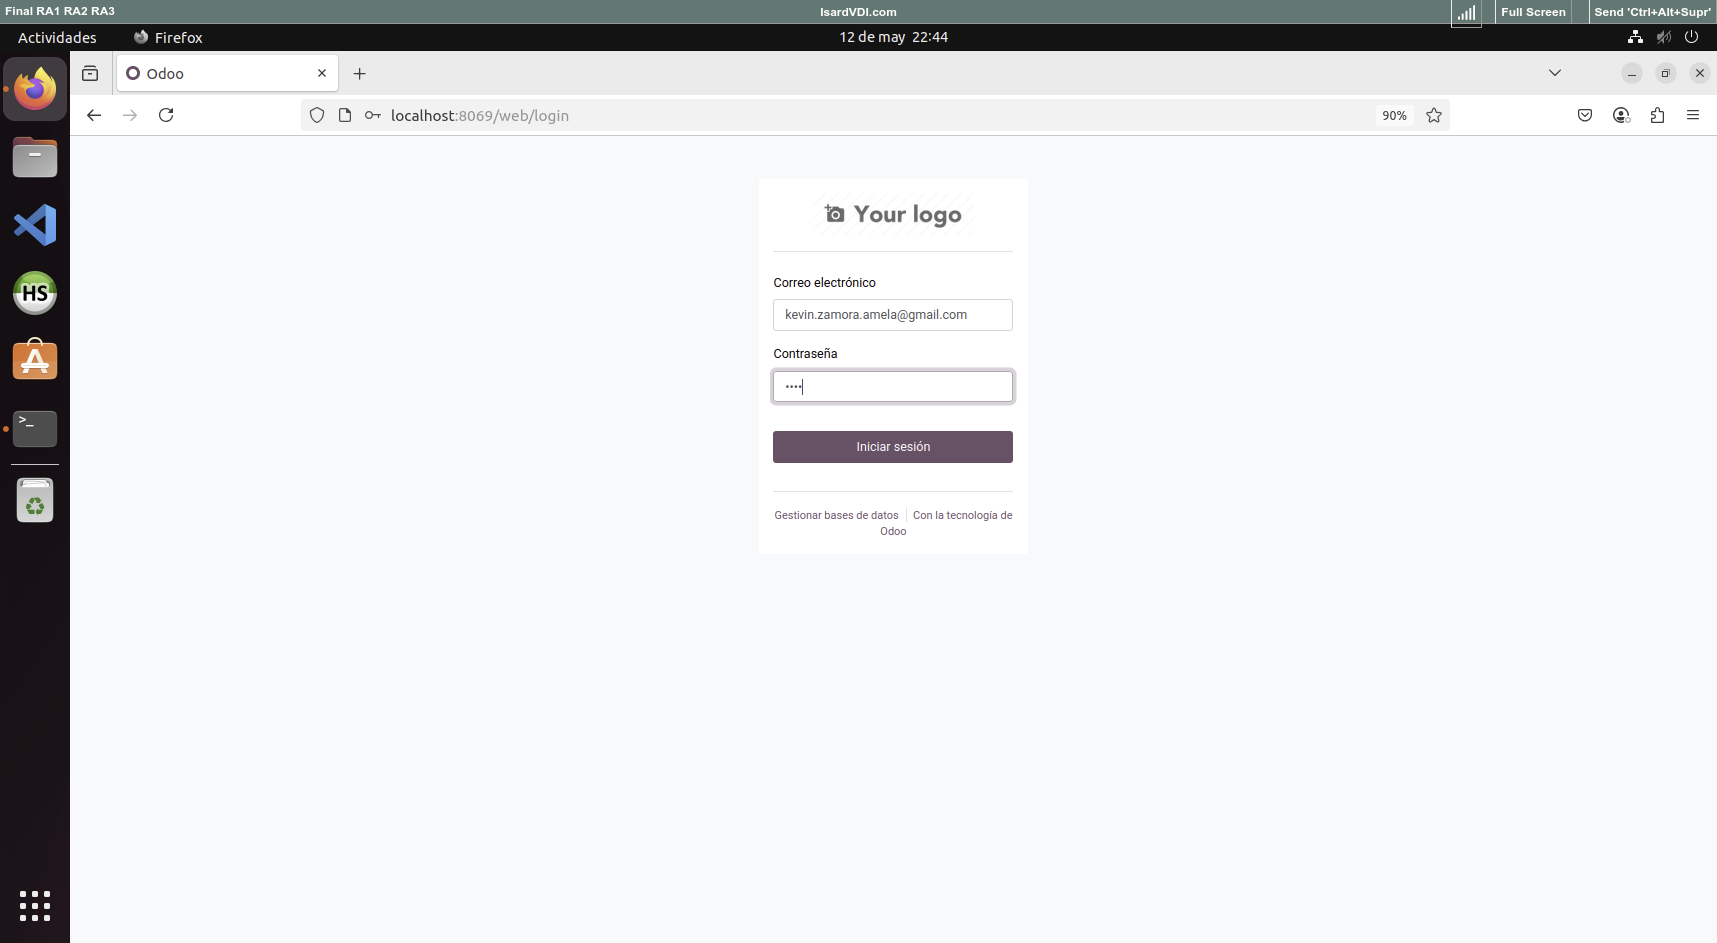 Final RA1 RA2 RA3
IsardVDI.com
Full Screen
Send 'Ctrl+Alt+Supr'
Actividades
Firefox
12 de may 22:44
Odoo
localhost:8069/web/login
90%
HS
>_
Your logo
Correo electrónico
kevin.zamora.amela@gmail.com
Contraseña
••••
Iniciar sesión
Gestionar bases de datos
Con la tecnología de
Odoo